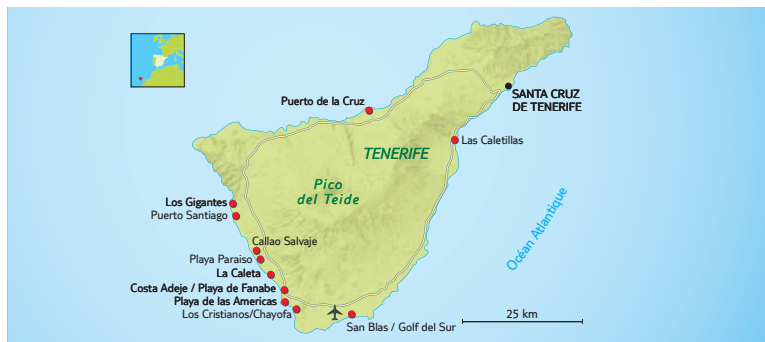 Puerto de la Cruz
SANTA CRUZ
DE TENERIFE
Las Caletillas
TENERIFE
Pico
del Teide
Los Gigantes
Puerto Santiago
Océan Atlantique
Callao Salvaje
Playa Paraiso
La Caleta
Costa Adeje / Playa de Fanabe
Playa de las Americas
Los Cristianos/Chayofa
San Blas / Golf del Sur
25 km